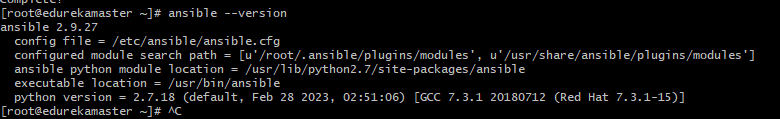 Complete!
[root@edurekamaster ~]# ansible --version
ansible 2.9.27
  config file = /etc/ansible/ansible.cfg
  configured module search path = [u'/root/.ansible/plugins/modules', u'/usr/share/ansible/plugins/modules']
  ansible python module location = /usr/lib/python2.7/site-packages/ansible
  executable location = /usr/bin/ansible
  python version = 2.7.18 (default, Feb 28 2023, 02:51:06) [GCC 7.3.1 20180712 (Red Hat 7.3.1-15)]
[root@edurekamaster ~]# ^C